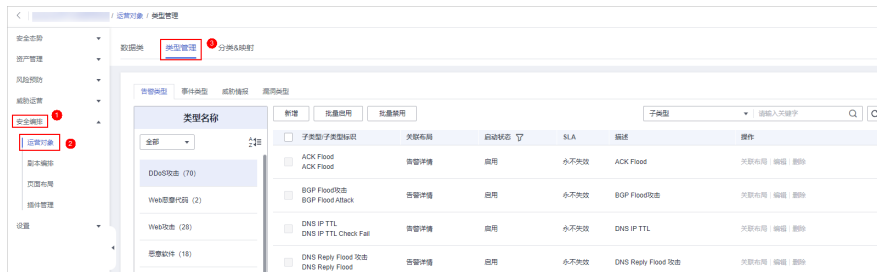 / 运营对象 / 类型管理
安全态势
资产管理
风险预防
威胁运营
安全编排
1
运营对象
2
剧本编排
页面布局
插件管理
设置
数据类
类型管理
3
分类&映射
告警类型 事件类型 威胁情报 漏洞类型
类型名称
全部
DDoS攻击 (70)
Web恶意代码 (2)
Web攻击 (28)
恶意软件 (18)
新增 批量启用 批量禁用 子类型 请输入关键字
子类型/子类型标识 关联布局 启动状态 SLA 描述 操作
ACK Flood 告警详情 启用 永不失效 ACK Flood 关联布局 编辑 删除
ACK Flood
BGP Flood攻击 告警详情 启用 永不失效 BGP Flood攻击 关联布局 编辑 删除
BGP Flood Attack
DNS IP TTL 告警详情 启用 永不失效 DNS IP TTL 关联布局 编辑 删除
DNS IP TTL Check Fail
DNS Reply Flood 攻击 告警详情 启用 永不失效 DNS Reply Flood 攻击 关联布局 编辑 删除
DNS Reply Flood